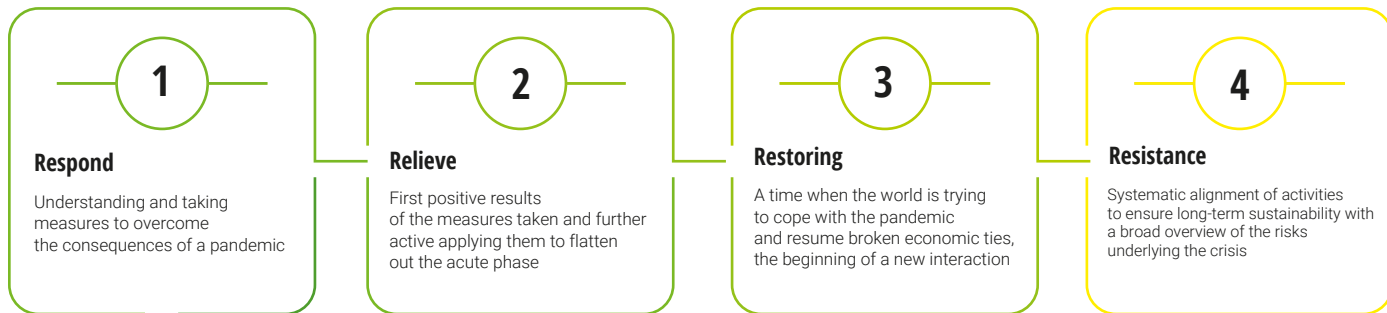 1
Respond
Understanding and taking
measures to overcome
the consequences of a pandemic
2
Relieve
First positive results
of the measures taken and further
active applying them to flatten
out the acute phase
3
Restoring
A time when the world is trying
to cope with the pandemic
and resume broken economic ties,
the beginning of a new interaction
4
Resistance
Systematic alignment of activities
to ensure long-term sustainability with
a broad overview of the risks
underlying the crisis